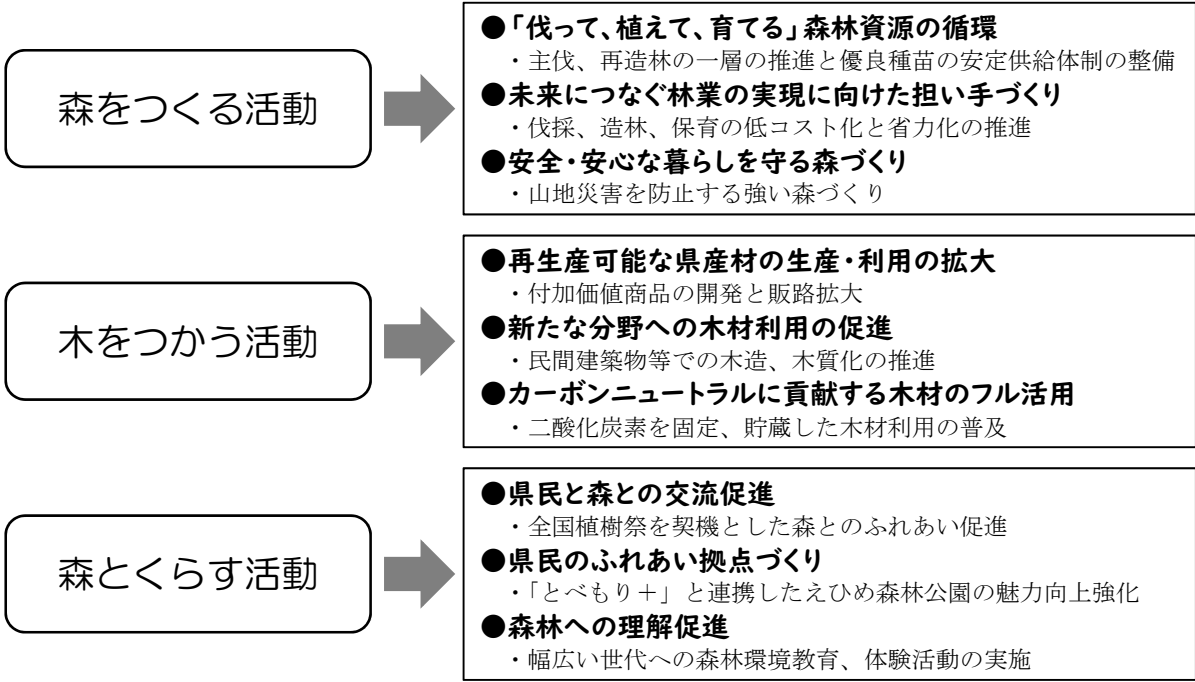 森をつくる活動
●「伐って、植えて、育てる」森林資源の循環
・主伐、再造林の一層の推進と優良種苗の安定供給体制の整備
●未来につなぐ林業の実現に向けた担い手づくり
・伐採、造林、保育の低コスト化と省力化の推進
●安全・安心な暮らしを守る森づくり
・山地災害を防止する強い森づくり
木をつかう活動
●再生産可能な県産材の生産・利用の拡大
・付加価値商品の開発と販路拡大
●新たな分野への木材利用の促進
・民間建築物等での木造、木質化の推進
●カーボンニュートラルに貢献する木材のフル活用
・二酸化炭素を固定、貯蔵した木材利用の普及
森とくらす活動
●県民と森との交流促進
・全国植樹祭を契機とした森とのふれあい促進
●県民のふれあい拠点づくり
・「とべもり＋」と連携したえひめ森林公園の魅力向上強化
●森林への理解促進
・幅広い世代への森林環境教育、体験活動の実施